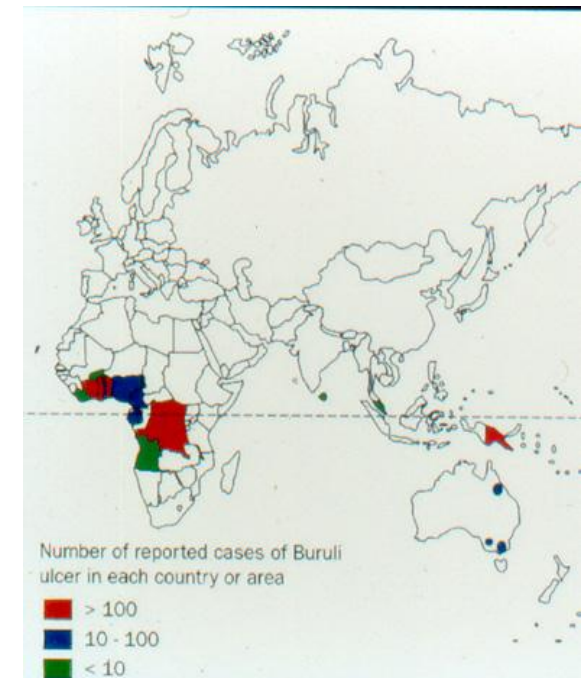 Number of reported cases of Buruli
ulcer in each country or area
> 100
10 - 100
< 10